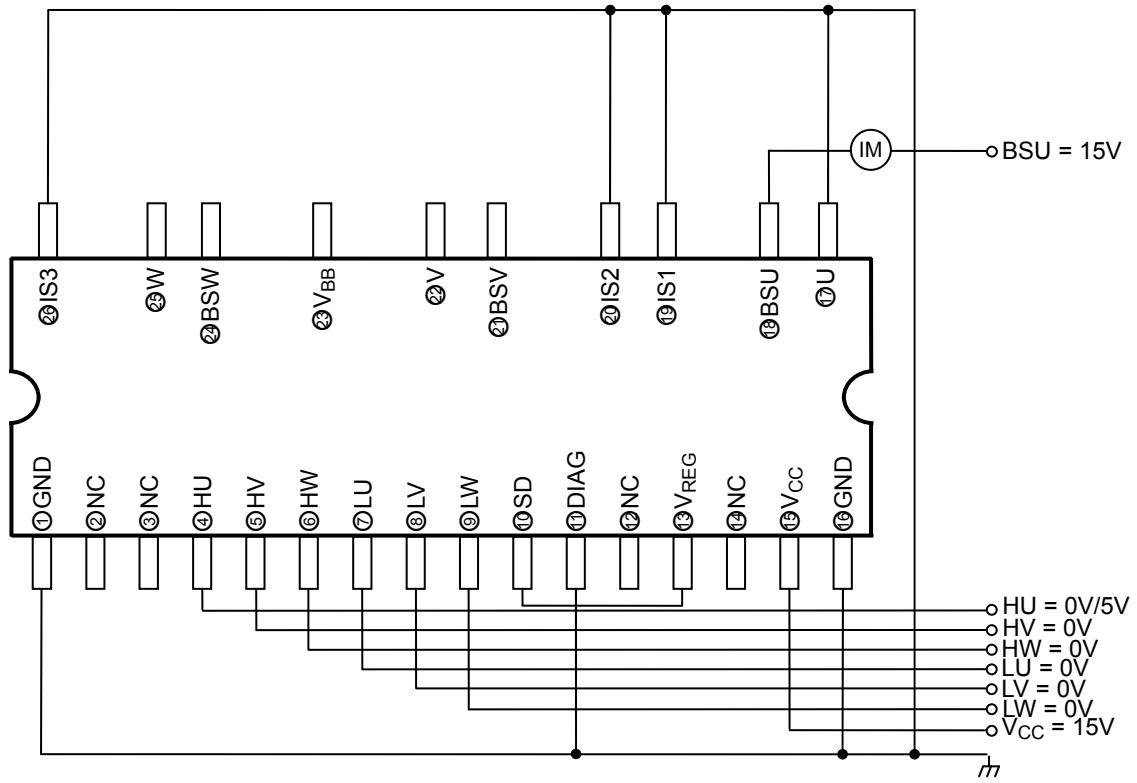 IM
BSU = 15V
㉖IS3
㉕W
㉔BSW
㉓VBB
㉒V
㉑BSV
⑳IS2
⑲IS1
⑱BSU
⑰U
①GND
②NC
③NC
④HU
⑤HV
⑥HW
⑦LU
⑧LV
⑨LW
⑩SD
⑪DIAG
⑫NC
⑬VREG
⑭NC
⑮VCC
⑯GND
HU = 0V/5V
HV = 0V
HW = 0V
LU = 0V
LV = 0V
LW = 0V
VCC = 15V